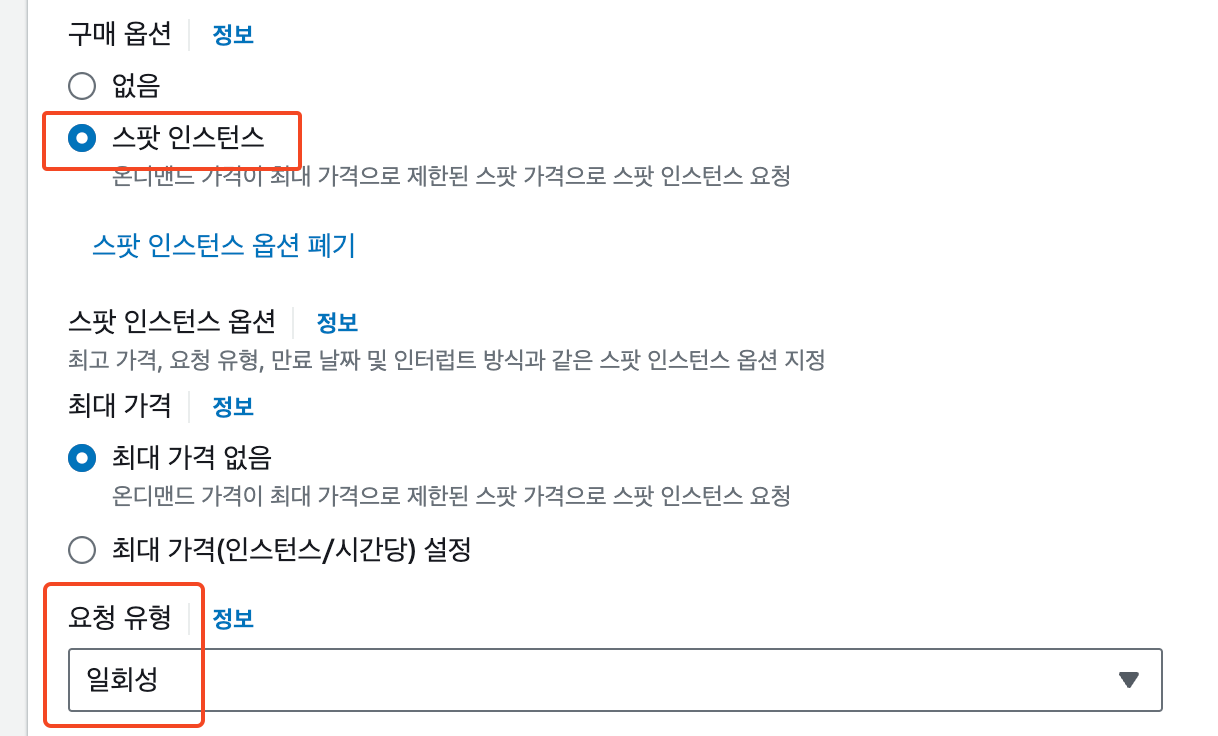 구매 옵션 정보
없음
스팟 인스턴스
온디맨드 가격이 최대 가격으로 제한된 스팟 가격으로 스팟 인스턴스 요청
스팟 인스턴스 옵션 폐기
스팟 인스턴스 옵션 정보
최고 가격, 요청 유형, 만료 날짜 및 인터럽트 방식과 같은 스팟 인스턴스 옵션 지정
최대 가격 정보
최대 가격 없음
온디맨드 가격이 최대 가격으로 제한된 스팟 가격으로 스팟 인스턴스 요청
최대 가격(인스턴스/시간당) 설정
요청 유형 정보
일회성